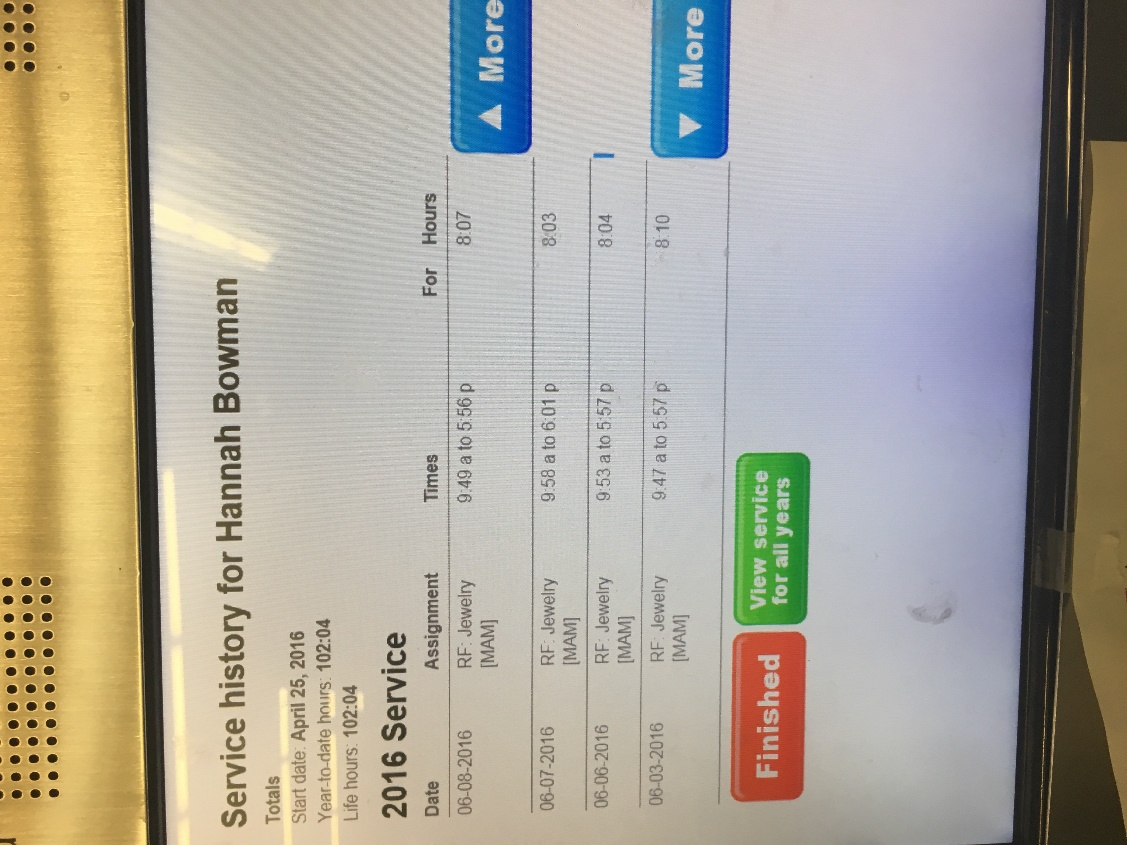 Service history for Hannah Bowman
Totals
Start date: April 25, 2016
Year-to-date hours: 102:04
Life hours: 102:04
2016 Service
Date Assignment Times For Hours
06-08-2016 RF: Jewelry 9:49 a to 5:56 p 8:07
[MAM]
06-07-2016 RF: Jewelry 9:58 a to 6:01 p 8:03
[MAM]
06-06-2016 RF: Jewelry 9:53 a to 5:57 p 8:04
[MAM]
06-03-2016 RF: Jewelry 9:47 a to 5:57 p 8:10
[MAM]
▲ More
▼ More
Finished
View service
for all years